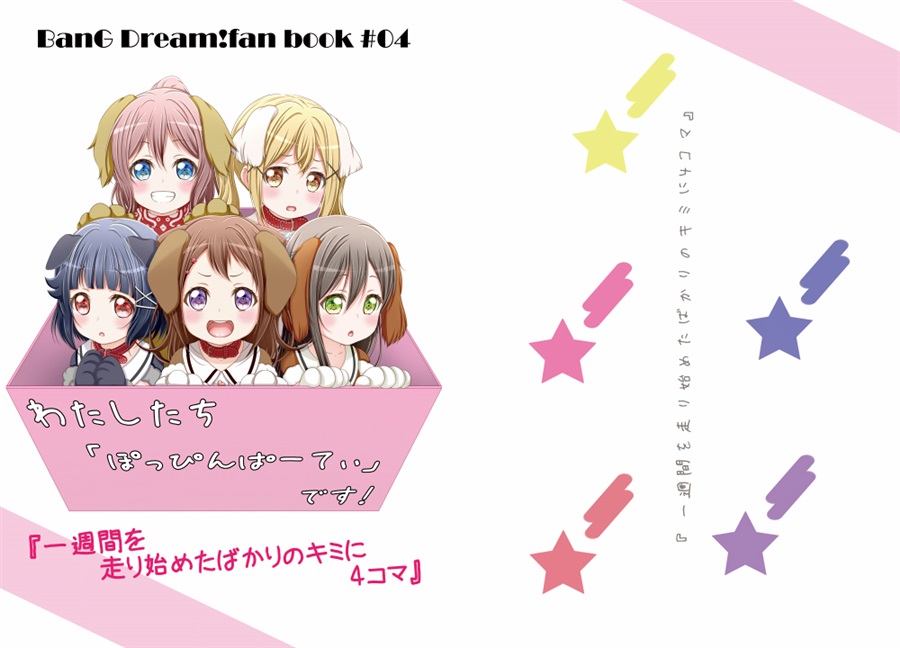 BanG Dream!fan book #04
わたしたち
「ぽっぴんぱーてぃ」
です!
『一週間を
走り始めたばかりのキミに
4コマ』
『一週間を走り始めたばかりのキミに4コマ』